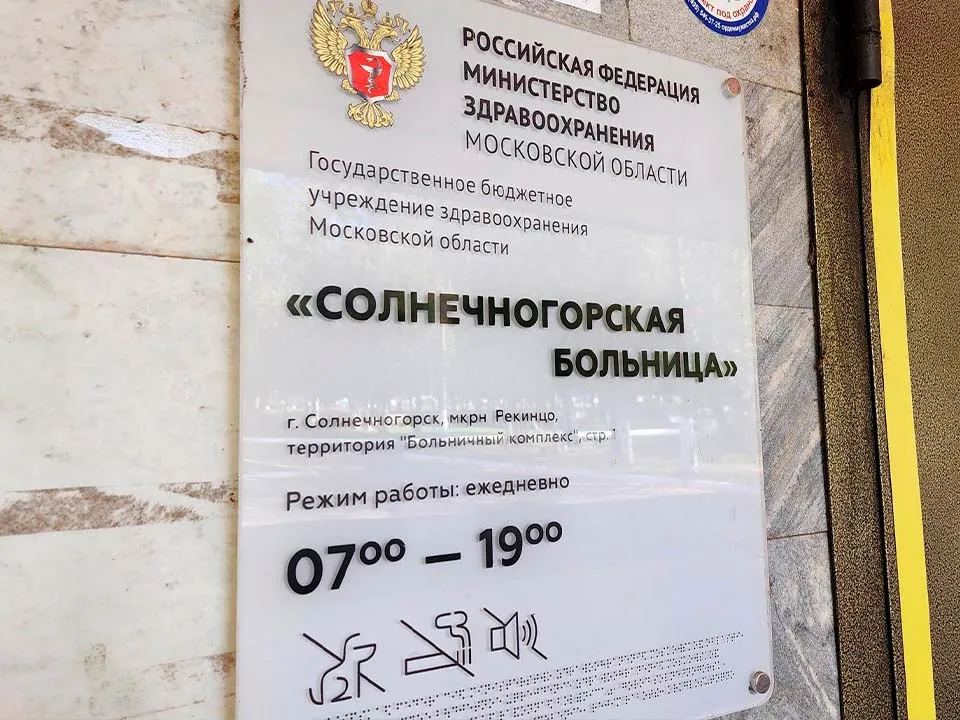 РОССИЙСКАЯ ФЕДЕРАЦИЯ
МИНИСТЕРСТВО
ЗДРАВООХРАНЕНИЯ
МОСКОВСКОЙ ОБЛАСТИ
Государственное бюджетное
учреждение здравоохранения
Московской области
«СОЛНЕЧНОГОРСКАЯ
БОЛЬНИЦА»
г. Солнечногорск, мкрн Рекинцо,
территория "Больничный комплекс", стр.1
Режим работы: ежедневно
07⁰⁰ – 19⁰⁰